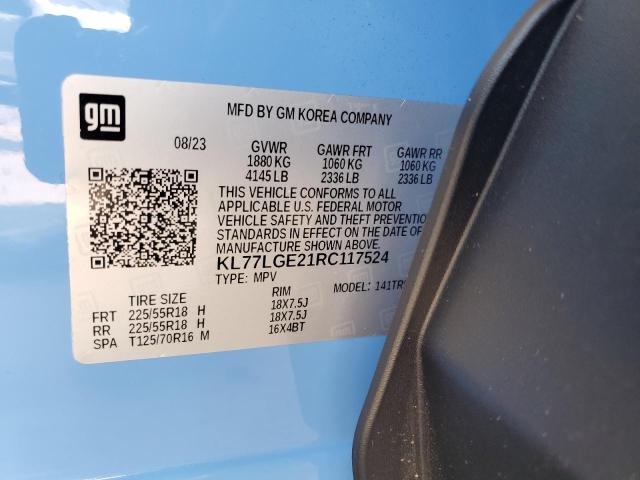 gm
MFD BY GM KOREA COMPANY
08/23 GVWR GAWR FRT GAWR RR
1880 KG 1060 KG 1060 KG
4145 LB 2336 LB 2336 LB
THIS VEHICLE CONFORMS TO ALL
APPLICABLE U.S. FEDERAL MOTOR
VEHICLE SAFETY AND THEFT PREVENTION
STANDARDS IN EFFECT ON THE DATE OF
MANUFACTURE SHOWN ABOVE.
KL77LGE21RC117524
TYPE: MPV MODEL: 141TR
TIRE SIZE RIM
FRT 225/55R18 H 18X7.5J
RR 225/55R18 H 18X7.5J
SPA T125/70R16 M 16X4BT